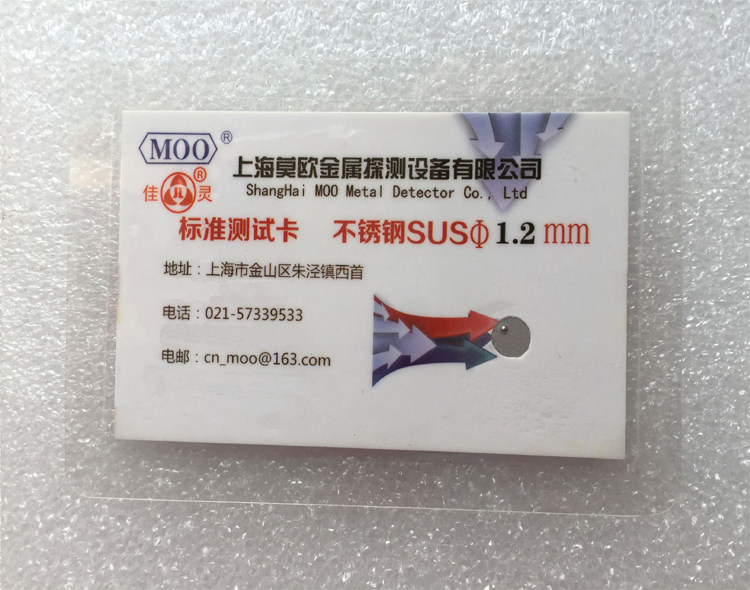 MOO®
佳 灵®
上海莫欧金属探测设备有限公司
ShangHai MOO Metal Detector Co., Ltd
标准测试卡 不锈钢SUSΦ 1.2 mm
地址：上海市金山区朱泾镇西首
电话：021-57339533
电邮：cn_moo@163.com